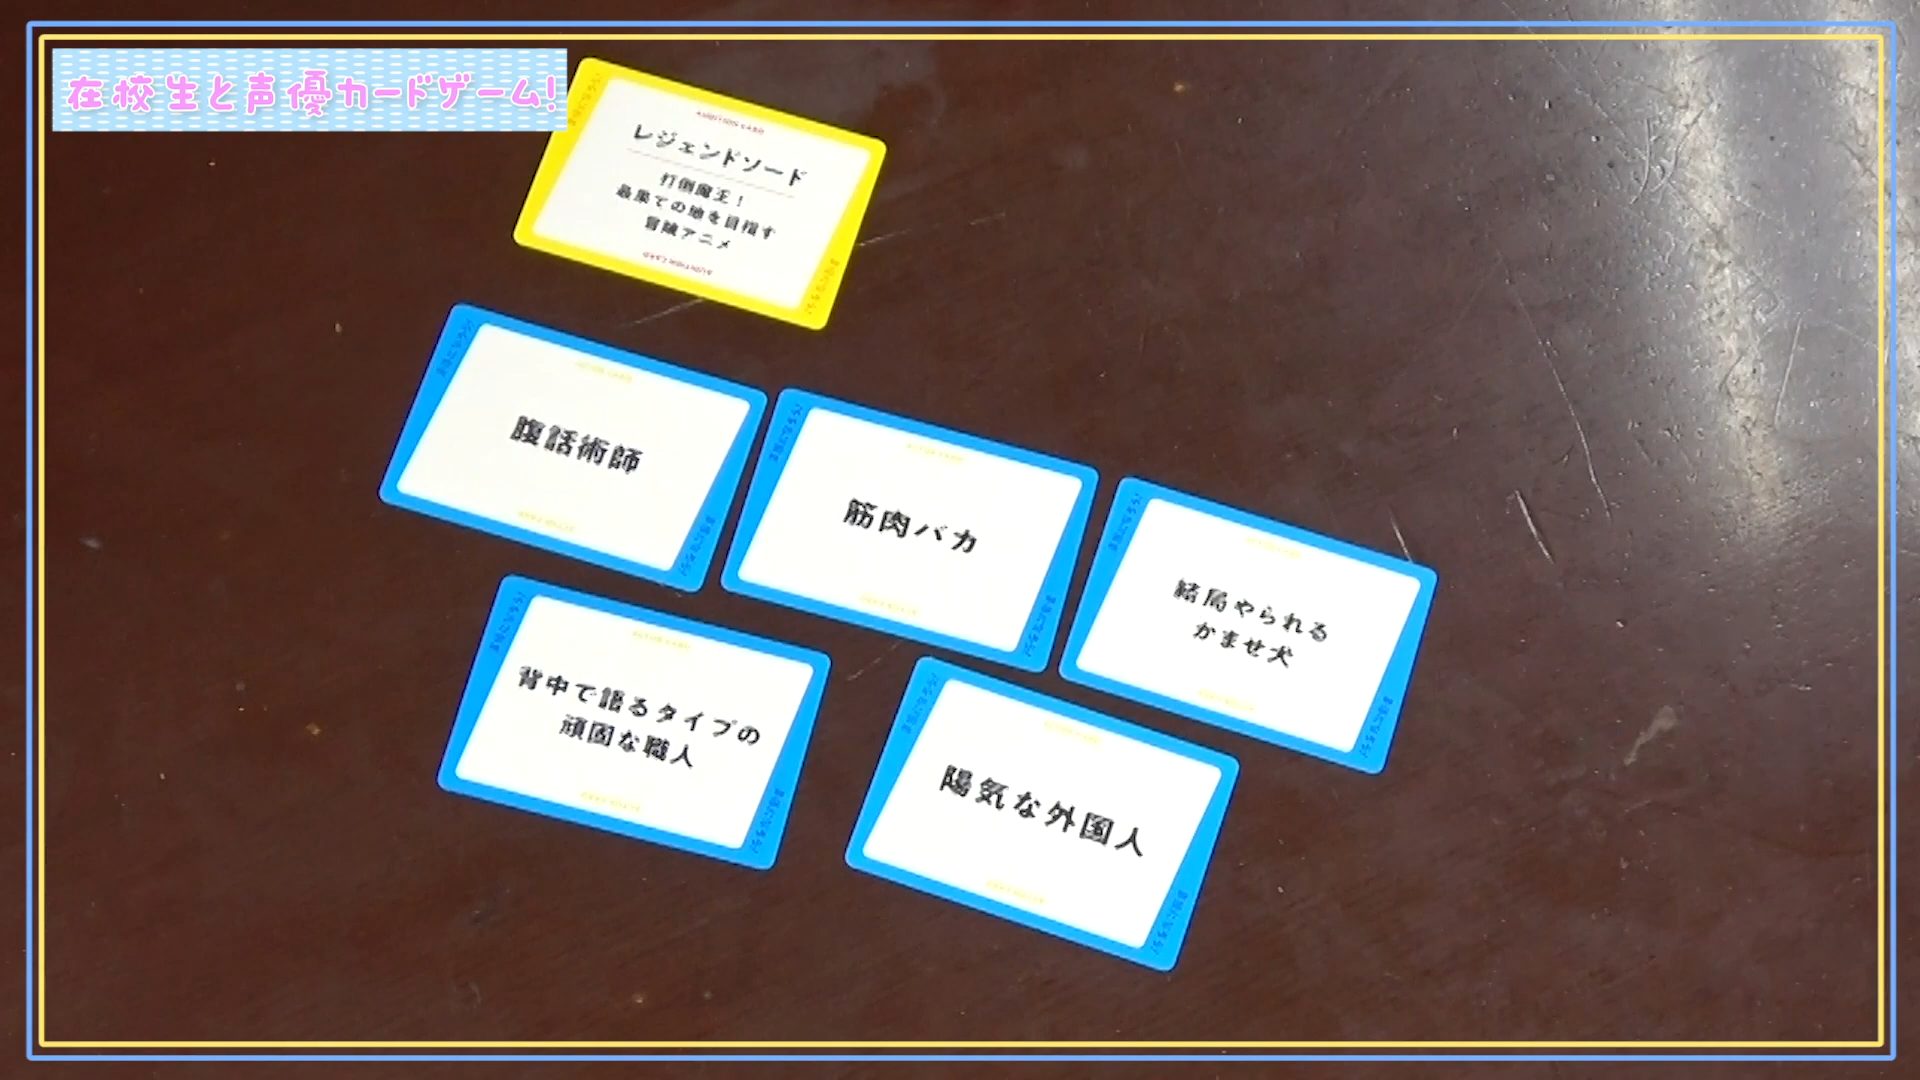 在校生と声優カードゲーム!
レジェンドソード
打倒魔王!
最果ての地を目指す
冒険アニメ
AUDITION CARD
腹話術師
筋肉バカ
結局やられる
かませ犬
背中で語るタイプの
頑固な職人
陽気な外国人